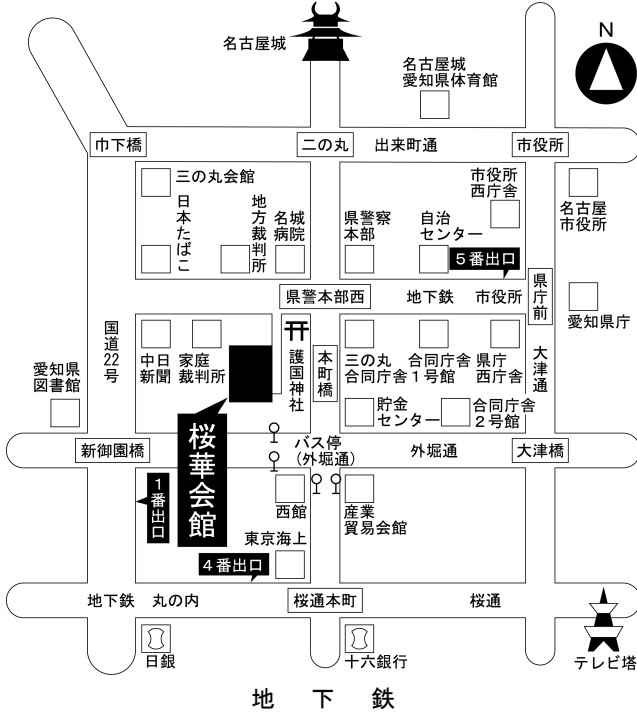 名古屋城
N
名古屋城
愛知県体育館
巾下橋
二の丸
出来町通
市役所
三の丸会館
日本たばこ
地方裁判所
名城
病院
県警察
本部
自治
センター
市役所
西庁舎
名古屋
市役所
5番出口
県警本部西
地下鉄 市役所
県庁前
愛知県庁
国道22号
中日
新聞
家庭
裁判所
護国神社
本町橋
三の丸
合同庁舎
合同庁舎
1号館
県庁
西庁舎
大津通
愛知県
図書館
桜華会館
貯金
センター
合同庁舎
2号館
新御園橋
バス停
(外堀通)
外堀通
大津橋
1番出口
西館
産業
貿易会館
東京海上
4番出口
地下鉄 丸の内
桜通本町
桜通
日銀
十六銀行
テレビ塔
地下鉄